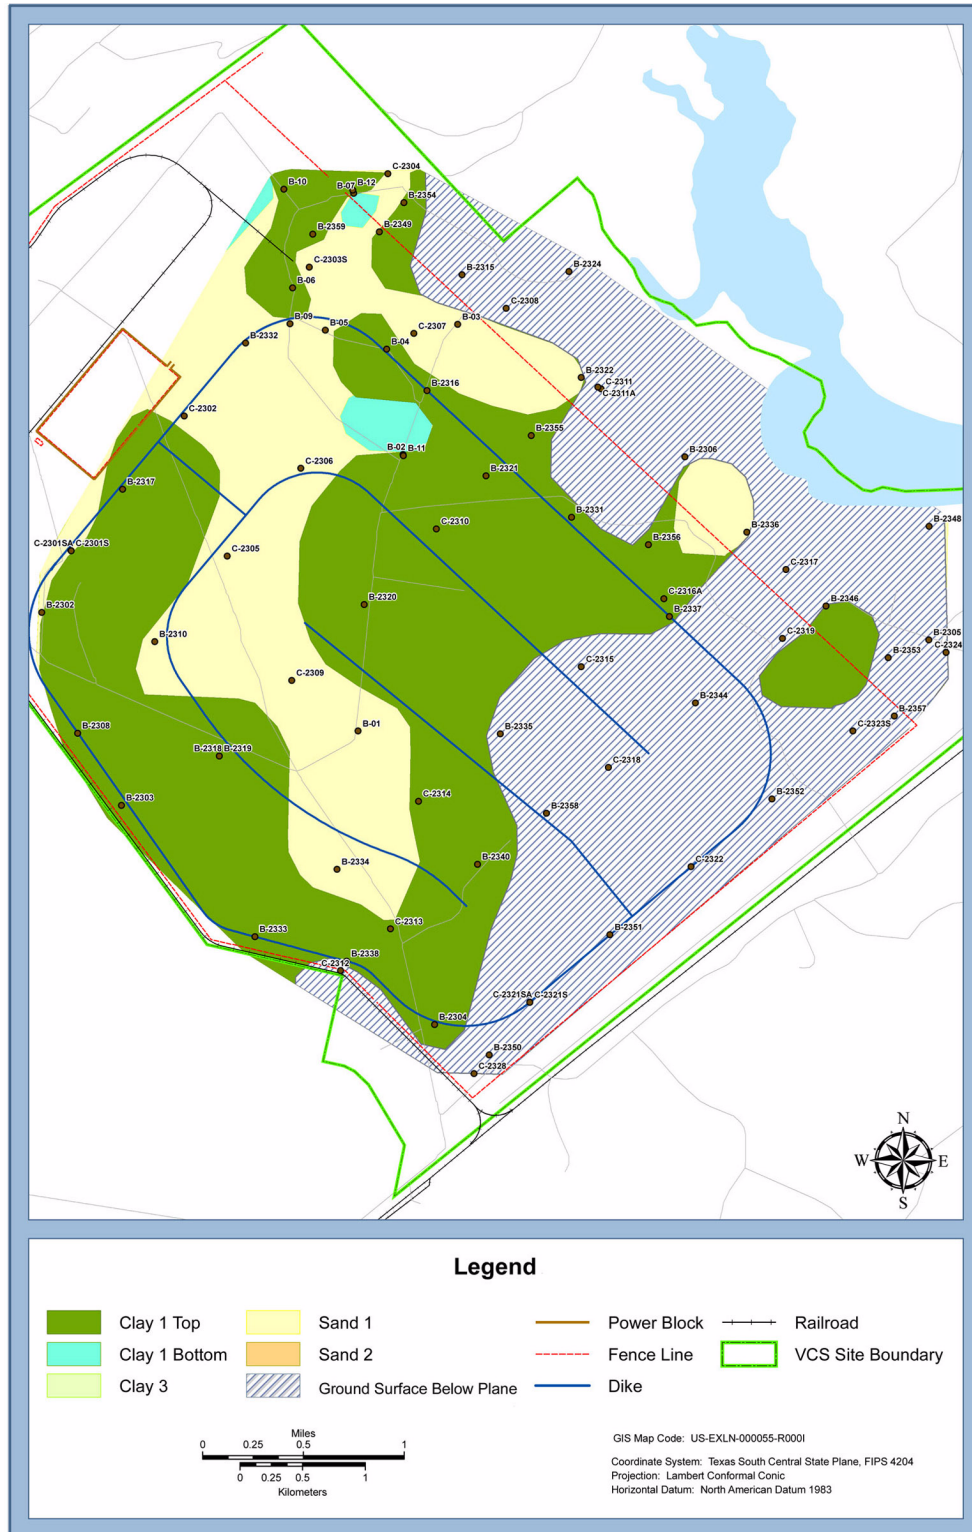 C-2304
B-10
B-07
B-12
B-2354
B-2359
B-2349
C-2303S
B-2315
B-2324
B-06
C-2308
B-09
B-05
C-2307
B-03
B-2332
B-04
B-2322
C-2311
C-2311A
B-2316
C-2302
B-2355
B-02
B-11
B-2306
C-2306
B-2321
B-2317
B-2331
C-2310
B-2348
B-2336
C-2301SA
C-2301S
C-2305
B-2356
C-2317
C-2316A
B-2302
B-2320
B-2346
B-2337
B-2310
C-2319
B-2305
C-2324
B-2353
C-2315
C-2309
B-2344
B-2357
B-2308
B-01
B-2335
C-2323S
B-2318
B-2319
C-2318
B-2303
C-2314
B-2358
B-2352
B-2334
B-2340
C-2322
C-2313
B-2333
B-2351
B-2338
C-2312
C-2321SA
C-2321S
B-2304
B-2350
C-2328
N
W
E
S
Legend
Clay 1 Top
Sand 1
Power Block
Railroad
Clay 1 Bottom
Sand 2
Fence Line
VCS Site Boundary
Clay 3
Ground Surface Below Plane
Dike
Miles
0 0.25 0.5 1
0 0.25 0.5 1
Kilometers
GIS Map Code: US-EXLN-000055-R000I
Coordinate System: Texas South Central State Plane, FIPS 4204
Projection: Lambert Conformal Conic
Horizontal Datum: North American Datum 1983